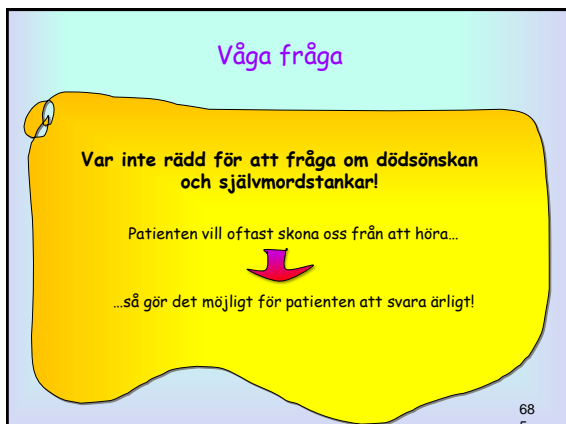 Våga fråga
Var inte rädd för att fråga om dödsönskan
och självmordstankar!
Patienten vill oftast skona oss från att höra…
…så gör det möjligt för patienten att svara ärligt!
68